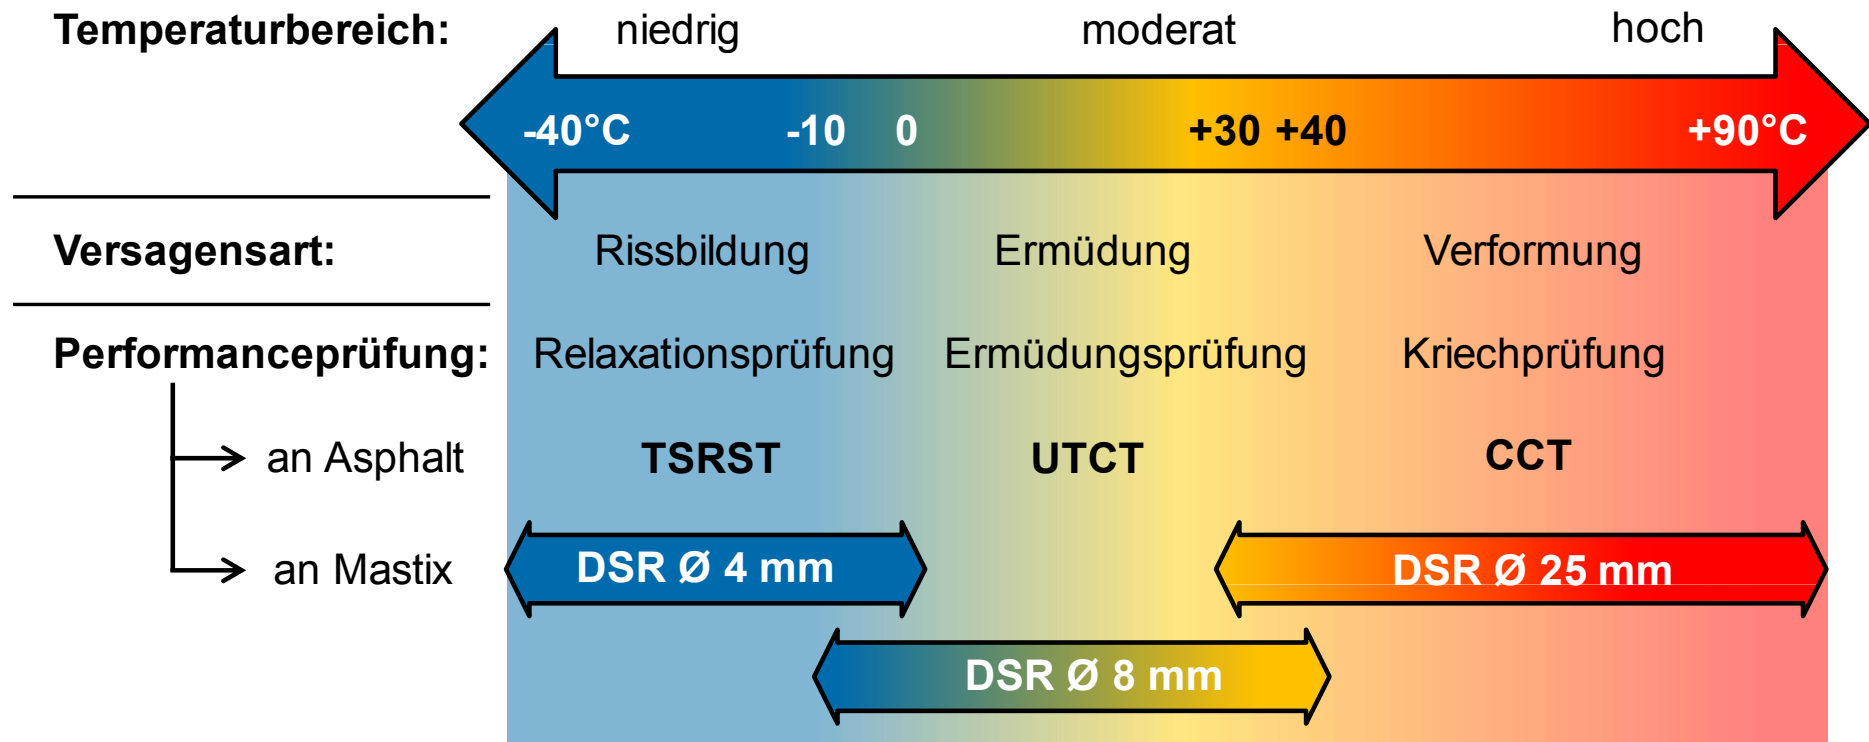 Temperaturbereich: niedrig moderat hoch
-40°C -10 0 +30 +40 +90°C
Versagensart: Rissbildung Ermüdung Verformung
Performanceprüfung: Relaxationsprüfung Ermüdungsprüfung Kriechprüfung
an Asphalt TSRST UTCT CCT
an Mastix DSR Ø 4 mm DSR Ø 25 mm
DSR Ø 8 mm